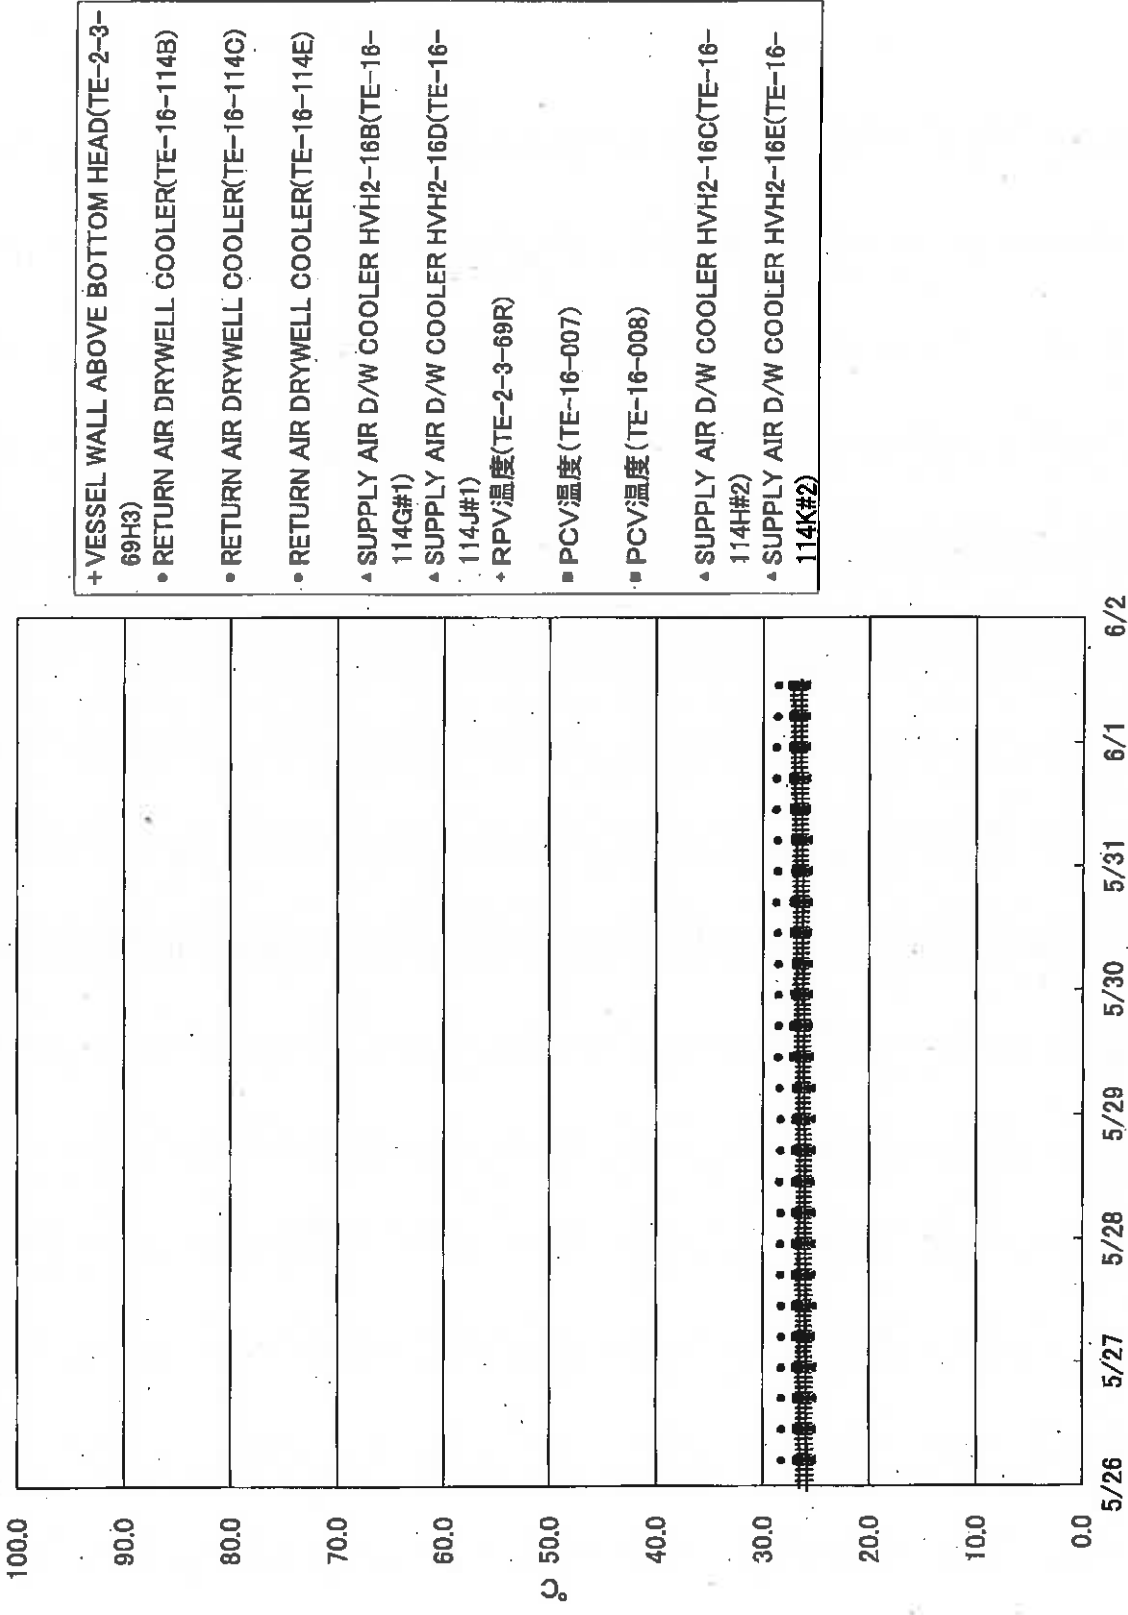 +VESSEL WALL ABOVE BOTTOM HEAD(TE-2-3-
69H3)
●RETURN AIR DRYWELL COOLER(TE-16-114B)
●RETURN AIR DRYWELL COOLER(TE-16-114C)
●RETURN AIR DRYWELL COOLER(TE-16-114E)
▲SUPPLY AIR D/W COOLER HVH2-16B(TE-16-
114G#1)
▲SUPPLY AIR D/W COOLER HVH2-16D(TE-16-
114J#1)
+RPV温度(TE-2-3-69R)
■PCV温度(TE-16-007)
■PCV温度(TE-16-008)
▲SUPPLY AIR D/W COOLER HVH2-16C(TE-16-
114H#2)
▲SUPPLY AIR D/W COOLER HVH2-16E(TE-16-
114K#2)
℃
100.0
90.0
80.0
70.0
60.0
50.0
40.0
30.0
20.0
10.0
0.0
5/26
5/27
5/28
5/29
5/30
5/31
6/1
6/2